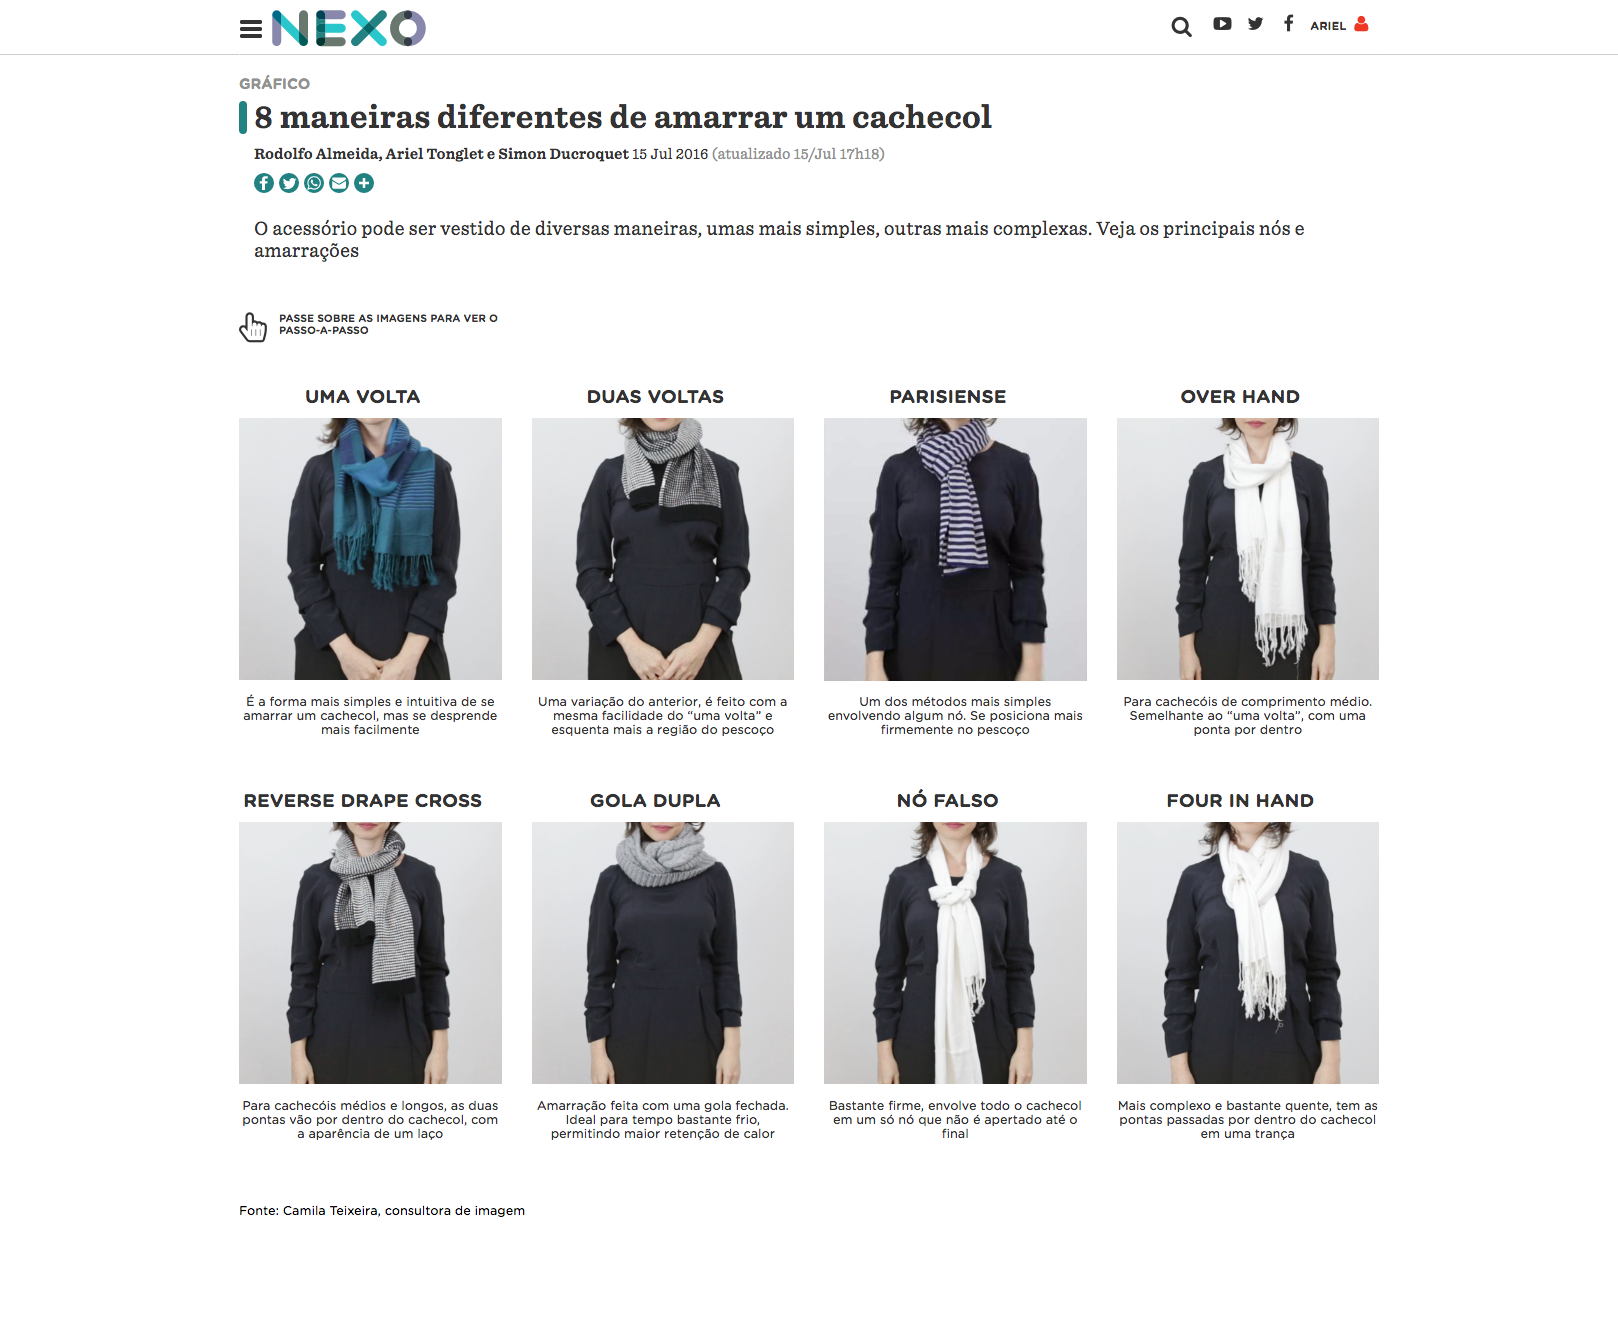 NEXO
ARIEL
GRÁFICO
8 maneiras diferentes de amarrar um cachecol
Rodolfo Almeida, Ariel Tonglet e Simon Ducroquet 15 Jul 2016 (atualizado 15/Jul 17h18)
O acessório pode ser vestido de diversas maneiras, umas mais simples, outras mais complexas. Veja os principais nós e
amarrações
PASSE SOBRE AS IMAGENS PARA VER O
PASSO-A-PASSO
UMA VOLTA
É a forma mais simples e intuitiva de se
amarrar um cachecol, mas se desprende
mais facilmente
DUAS VOLTAS
Uma variação do anterior, é feito com a
mesma facilidade do “uma volta” e
esquenta mais a região do pescoço
PARISIENSE
Um dos métodos mais simples
envolvendo algum nó. Se posiciona mais
firmemente no pescoço
OVER HAND
Para cachecóis de comprimento médio.
Semelhante ao “uma volta”, com uma
ponta por dentro
REVERSE DRAPE CROSS
Para cachecóis médios e longos, as duas
pontas vão por dentro do cachecol, com
a aparência de um laço
GOLA DUPLA
Amarração feita com uma gola fechada.
Ideal para tempo bastante frio,
permitindo maior retenção de calor
NÓ FALSO
Bastante firme, envolve todo o cachecol
em um só nó que não é apertado até o
final
FOUR IN HAND
Mais complexo e bastante quente, tem as
pontas passadas por dentro do cachecol
em uma trança
Fonte: Camila Teixeira, consultora de imagem